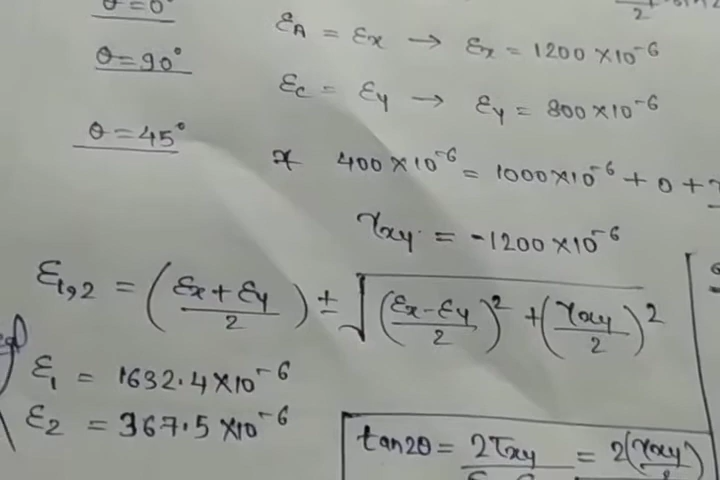 θ=0°
εA = εx → εx = 1200×10⁻⁶
θ=90°
εc = εy → εy = 800×10⁻⁶
θ=45°
400×10⁻⁶ = 1000×10⁻⁶ + 0 +
γxy = -1200×10⁻⁶
ε1,2 = ((εx+εy)/2) ± √(((εx-εy)/2)² + (γxy/2)²)
ε1 = 1632.4×10⁻⁶
ε2 = 367.5×10⁻⁶
tan2θ = 2τxy = 2(γxy/